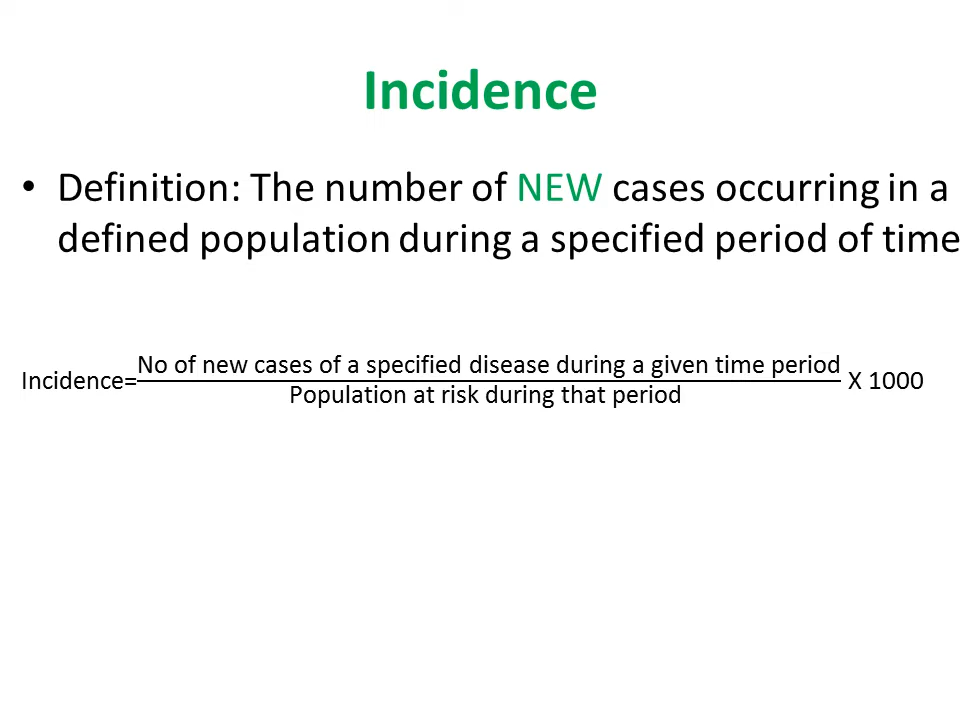 Incidence
• Definition: The number of NEW cases occurring in a
defined population during a specified period of time
No of new cases of a specified disease during a given time period
Incidence= X 1000
Population at risk during that period